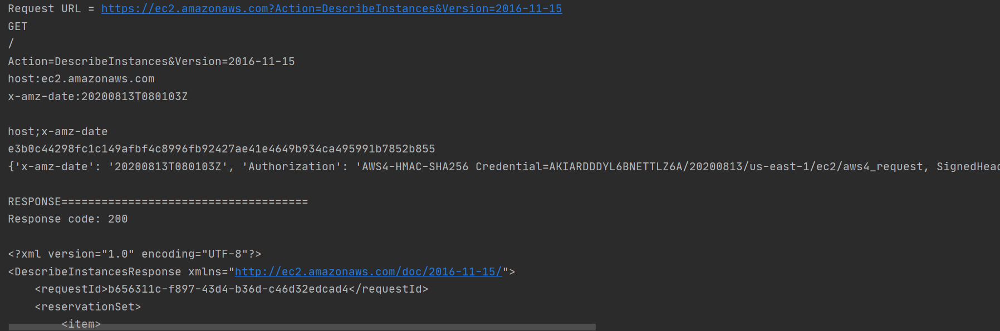 Request URL = https://ec2.amazonaws.com?Action=DescribeInstances&Version=2016-11-15
GET
/
Action=DescribeInstances&Version=2016-11-15
host:ec2.amazonaws.com
x-amz-date:20200813T080103Z
host;x-amz-date
e3b0c44298fc1c149afbf4c8996fb92427ae41e4649b934ca495991b7852b855
{'x-amz-date': '20200813T080103Z', 'Authorization': 'AWS4-HMAC-SHA256 Credential=AKIARDDDYL6BNETTLZ6A/20200813/us-east-1/ec2/aws4_request, SignedHead
RESPONSE=====================================
Response code: 200
<?xml version="1.0" encoding="UTF-8"?>
<DescribeInstancesResponse xmlns="http://ec2.amazonaws.com/doc/2016-11-15/">
    <requestId>b656311c-f897-43d4-b36d-c46d32edcad4</requestId>
    <reservationSet>
        <item>